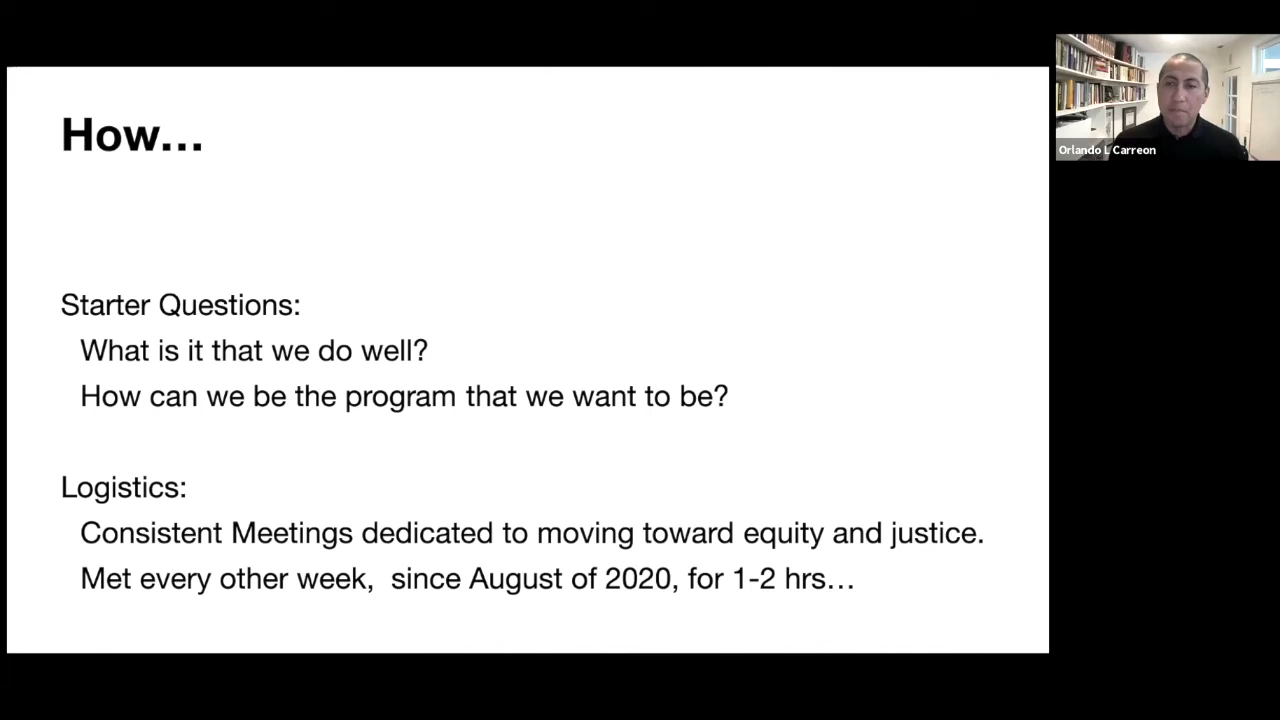 How...
Starter Questions:
What is it that we do well?
How can we be the program that we want to be?
Logistics:
Consistent Meetings dedicated to moving toward equity and justice.
Met every other week,  since August of 2020, for 1-2 hrs...
Orlando L Carreon